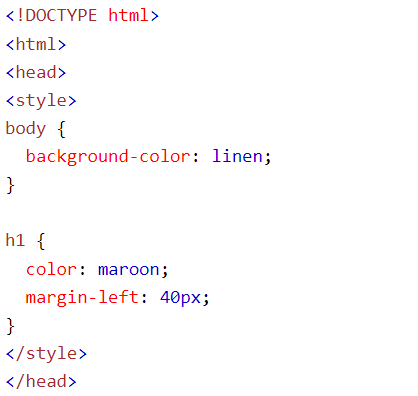 <!DOCTYPE html>
<html>
<head>
<style>
body {
  background-color: linen;
}

h1 {
  color: maroon;
  margin-left: 40px;
}
</style>
</head>